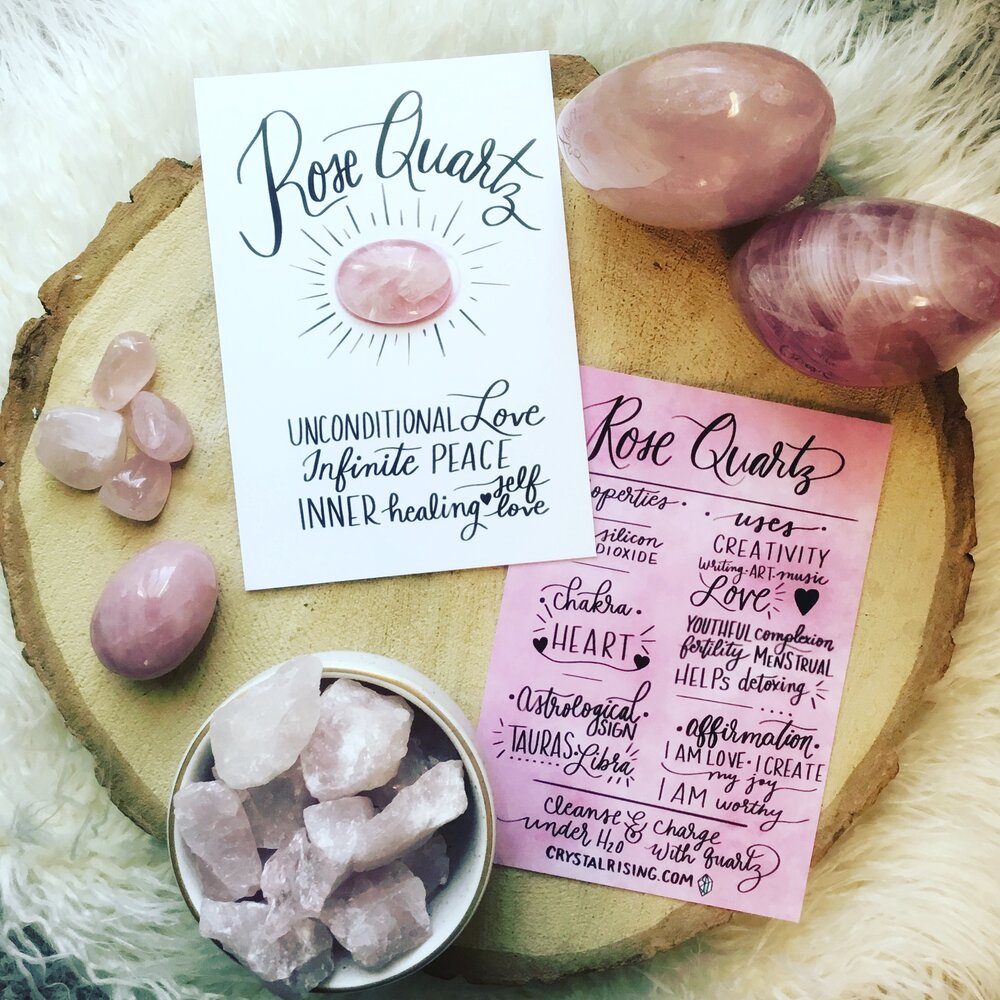 Rose Quartz
UNCONDITIONAL Love
Infinite PEACE
INNER healing self love
Rose Quartz
operties
silicon
DIOXIDE
chakra
HEART
Astrological
SIGN
TAURAS Libra
uses
CREATIVITY
writing · ART · music
Love
YOUTHFUL complexion
fertility MENSTRUAL
HELPS detoxing
affirmation
I AM LOVE · I CREATE
my joy
I AM worthy
cleanse & charge
under H2O with quartz
CRYSTALRISING.COM